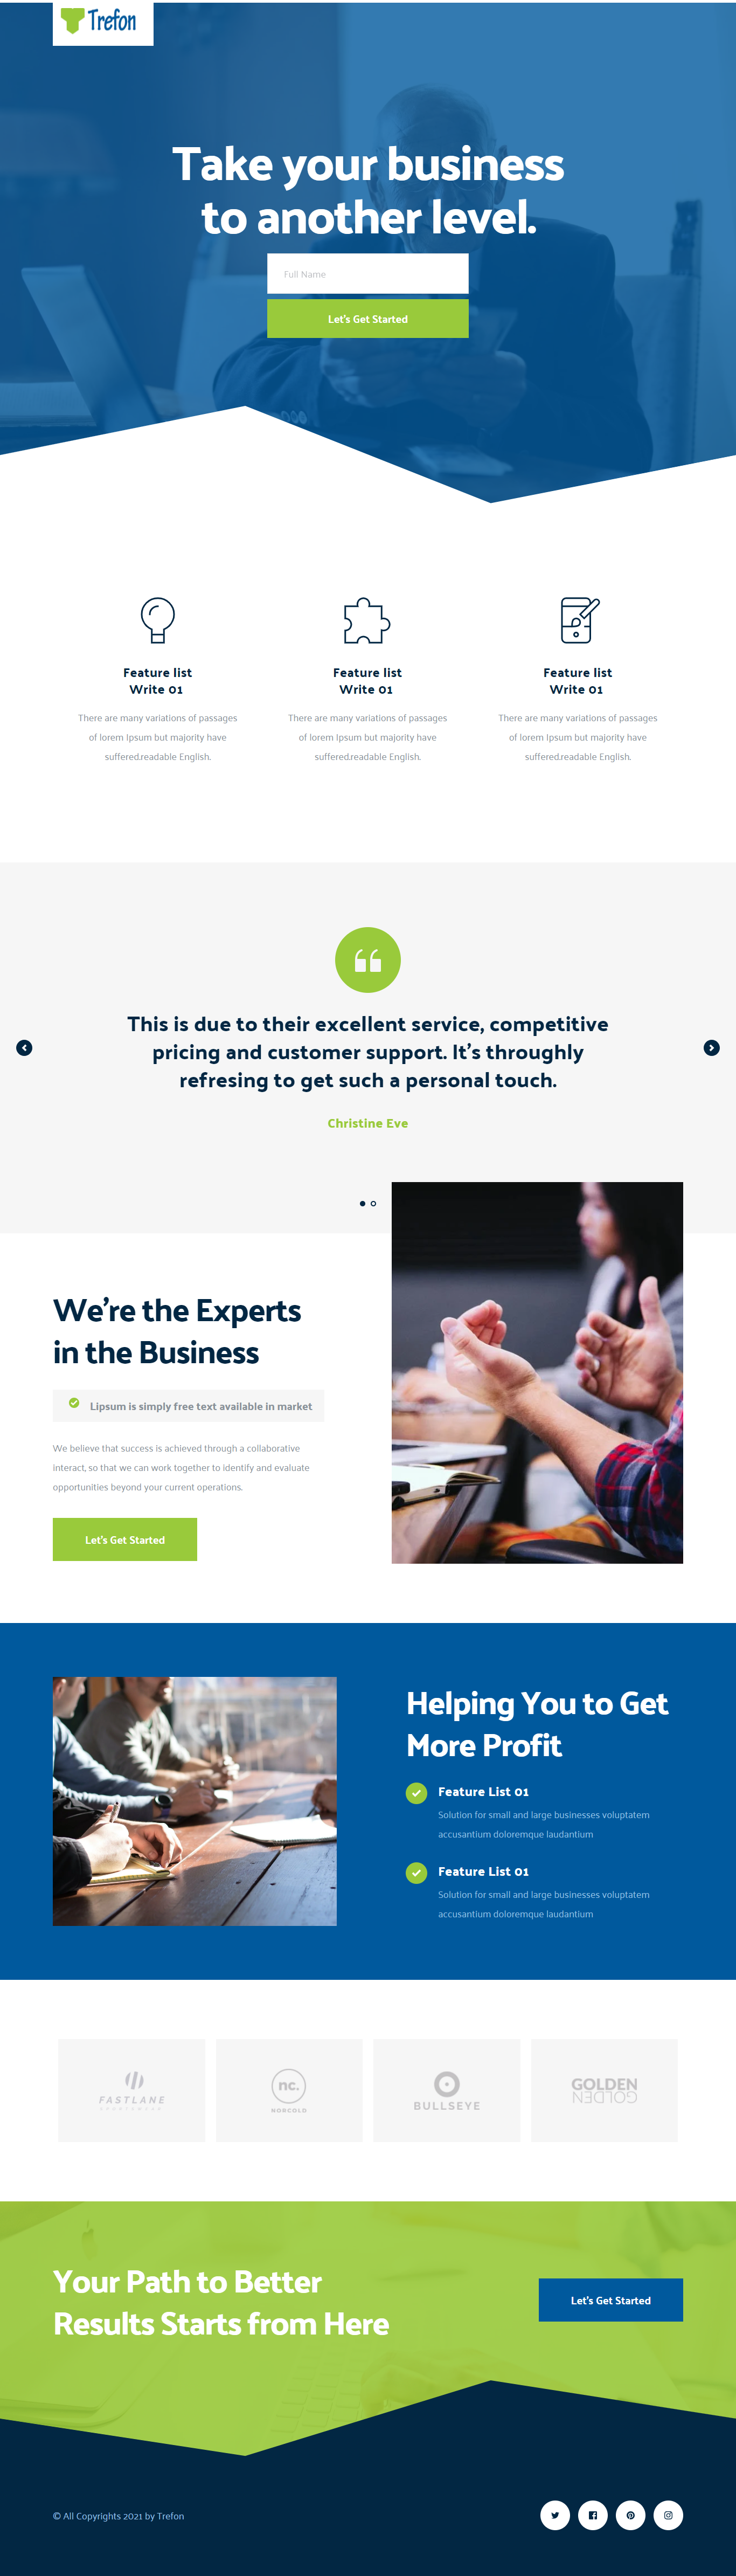 Trefon
Take your business
to another level.
Full Name
Let's Get Started
Feature list
Write 01
There are many variations of passages
of lorem Ipsum but majority have
suffered.readable English.
Feature list
Write 01
There are many variations of passages
of lorem Ipsum but majority have
suffered.readable English.
Feature list
Write 01
There are many variations of passages
of lorem Ipsum but majority have
suffered.readable English.
This is due to their excellent service, competitive
pricing and customer support. It's throughly
refresing to get such a personal touch.
Christine Eve
We're the Experts
in the Business
Lipsum is simply free text available in market
We believe that success is achieved through a collaborative
interact, so that we can work together to identify and evaluate
opportunities beyond your current operations.
Let's Get Started
Helping You to Get
More Profit
Feature List 01
Solution for small and large businesses voluptatem
accusantium doloremque laudantium
Feature List 01
Solution for small and large businesses voluptatem
accusantium doloremque laudantium
FASTLANE
nc.
NORCOLD
BULLSEYE
GOLDEN
GOLDEN
Your Path to Better
Results Starts from Here
Let's Get Started
© All Copyrights 2021 by Trefon